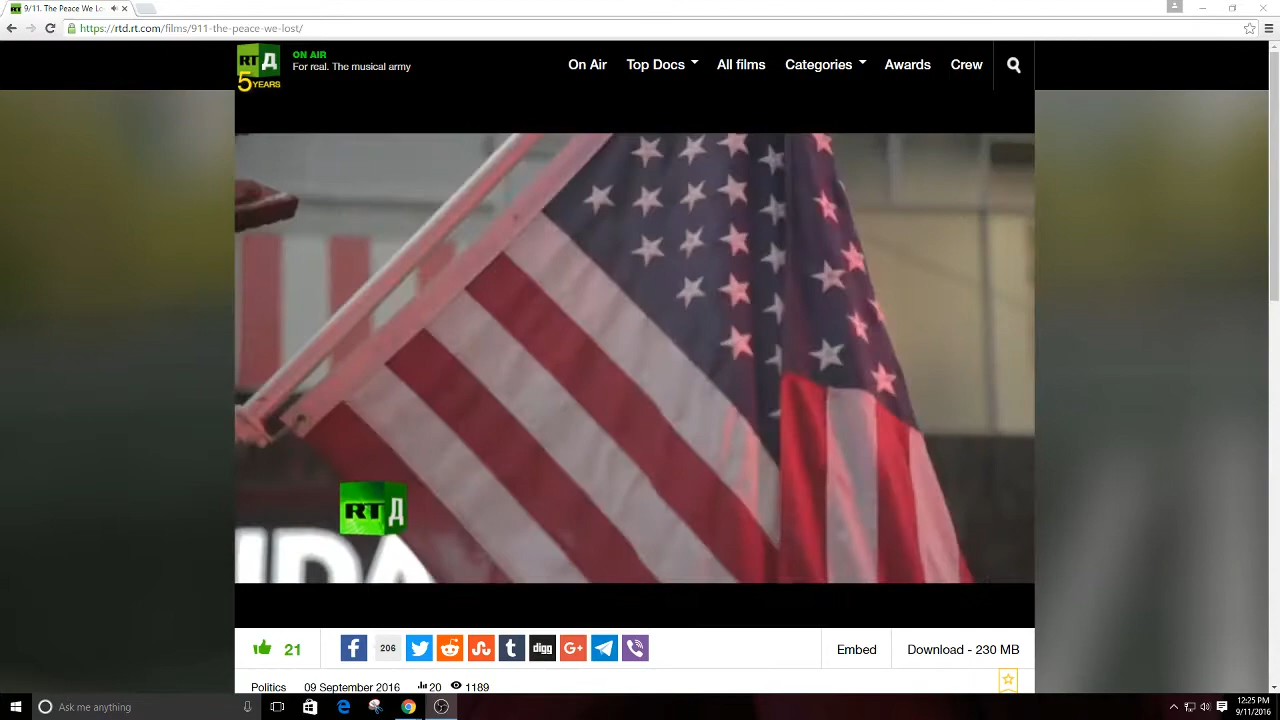 9/11. The Peace We Lo
https://rtd.rt.com/films/911-the-peace-we-lost/
RT Д
5 YEARS
ON AIR
For real. The musical army
On Air
Top Docs
All films
Categories
Awards
Crew
RT Д
IDA
21
206
digg
Embed
Download - 230 MB
Politics
09 September 2016
20
1189
Ask me anything
12:25 PM
9/11/2016